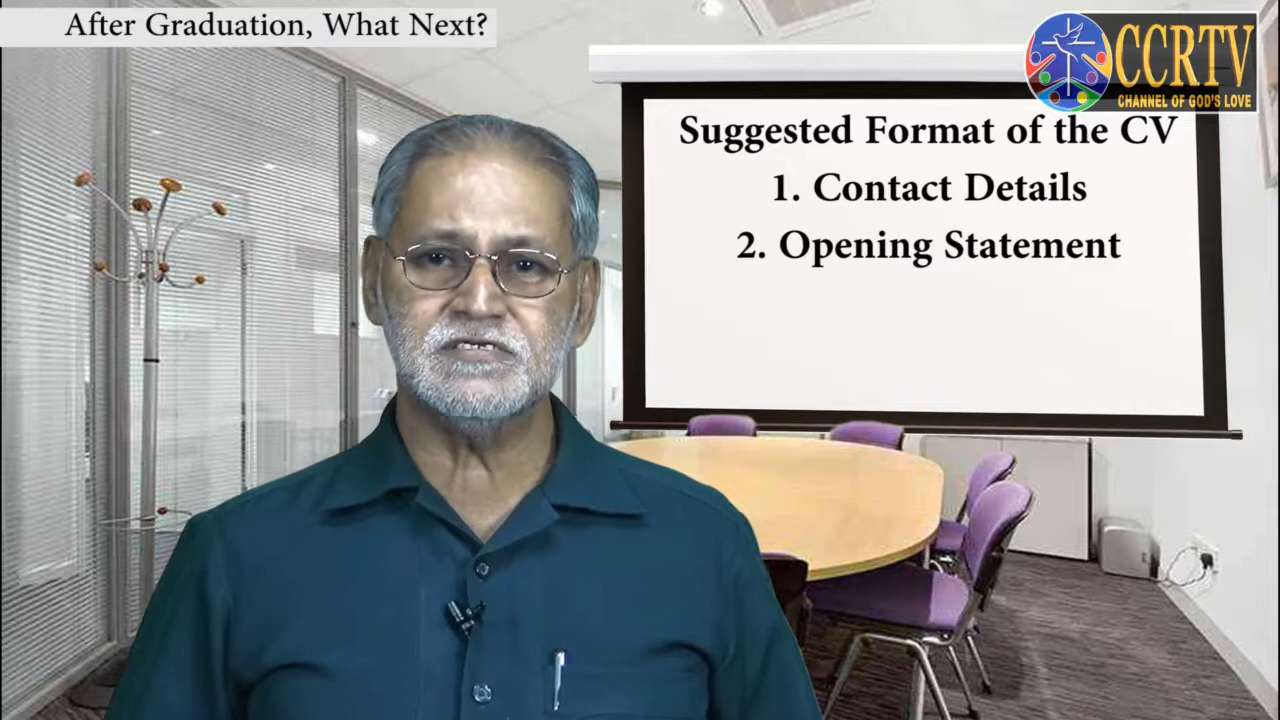 After Graduation, What Next?
CCRTV
CHANNEL OF GOD'S LOVE
Suggested Format of the CV
1. Contact Details
2. Opening Statement